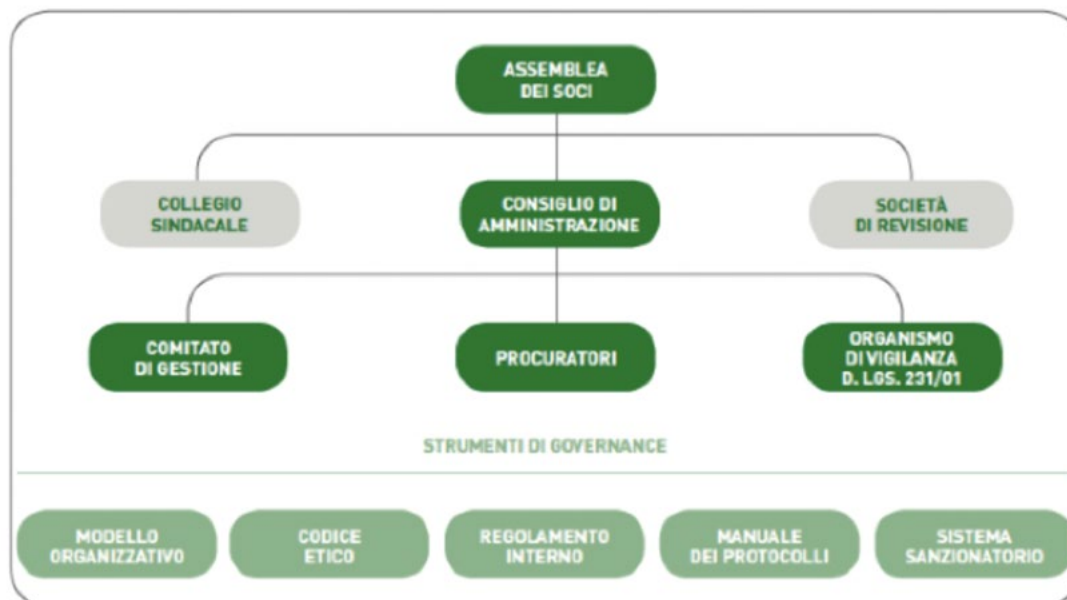 ASSEMBLEA
DEI SOCI
COLLEGIO
SINDACALE
CONSIGLIO DI
AMMINISTRAZIONE
SOCIETÀ
DI REVISIONE
COMITATO
DI GESTIONE
PROCURATORI
ORGANISMO
DI VIGILANZA
D. LGS. 231/01
STRUMENTI DI GOVERNANCE
MODELLO
ORGANIZZATIVO
CODICE
ETICO
REGOLAMENTO
INTERNO
MANUALE
DEI PROTOCOLLI
SISTEMA
SANZIONATORIO